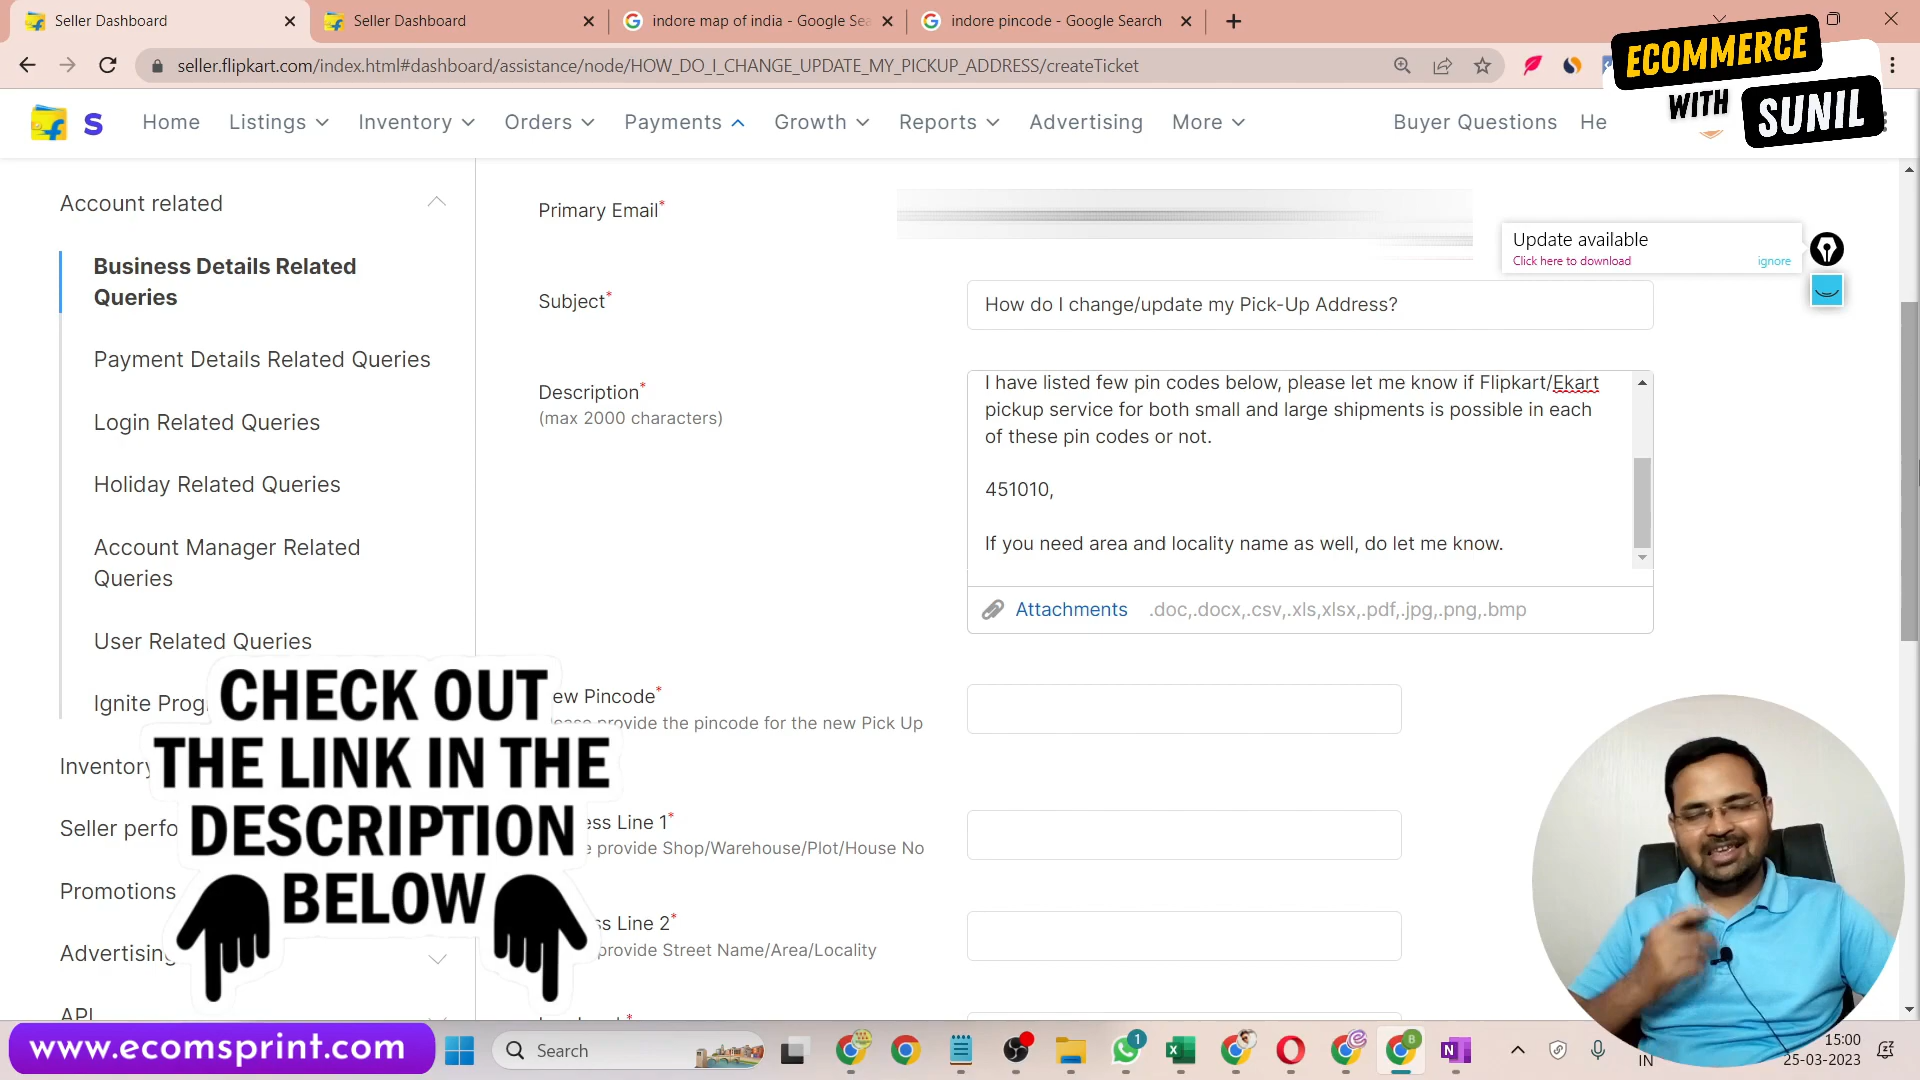 Seller Dashboard
Seller Dashboard
indore map of india - Google Sea
indore pincode - Google Search
seller.flipkart.com/index.html#dashboard/assistance/node/HOW_DO_I_CHANGE_UPDATE_MY_PICKUP_ADDRESS/createTicket
ECOMMERCE
WITH SUNIL
Home Listings Inventory Orders Payments Growth Reports Advertising More Buyer Questions He
Account related
Business Details Related
Queries
Payment Details Related Queries
Login Related Queries
Holiday Related Queries
Account Manager Related
Queries
User Related Queries
Ignite Prog
Inventory
Seller perfo
Promotions
Advertising
API
Primary Email*
Update available
Click here to download ignore
Subject*
How do I change/update my Pick-Up Address?
Description*
(max 2000 characters)
I have listed few pin codes below, please let me know if Flipkart/Ekart
pickup service for both small and large shipments is possible in each
of these pin codes or not.
451010,
If you need area and locality name as well, do let me know.
Attachments .doc,.docx,.csv,.xls,xlsx,.pdf,.jpg,.png,.bmp
ew Pincode*
ease provide the pincode for the new Pick Up
ess Line 1*
e provide Shop/Warehouse/Plot/House No
ss Line 2*
provide Street Name/Area/Locality
CHECK OUT
THE LINK IN THE
DESCRIPTION
BELOW
www.ecomsprint.com
Search
1
IN
15:00
25-03-2023